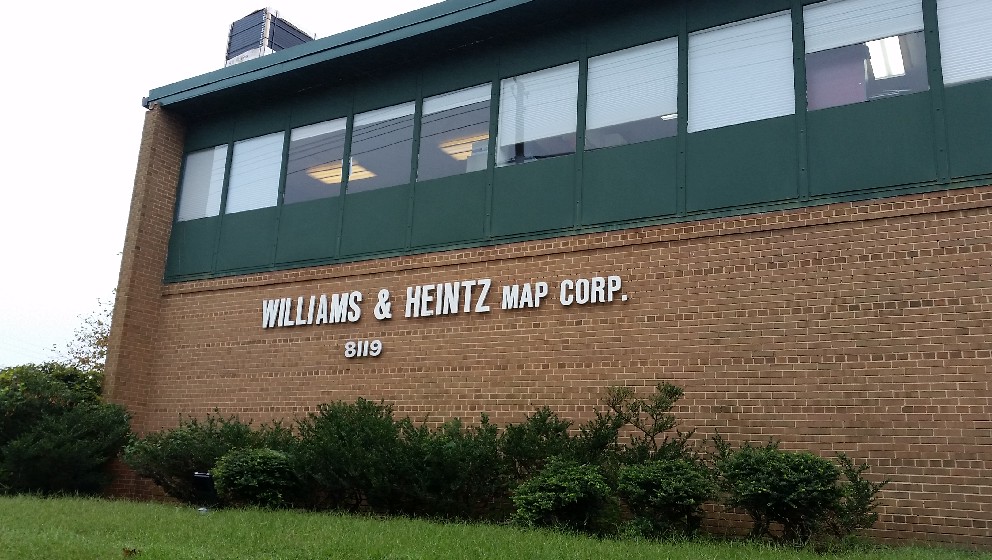 WILLIAMS & HEINTZ MAP CORP.
8119